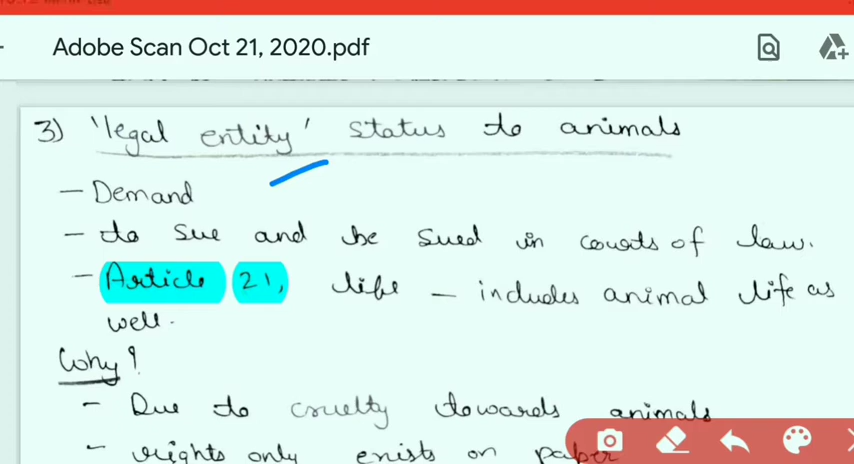 Adobe Scan Oct 21, 2020.pdf
3) 'legal entity' status to animals
- Demand
- to sue and be sued in courts of law.
- Article 21, life - includes animal life as
well.
Why?
- Due to cruelty towards animals
- rights only exists on paper